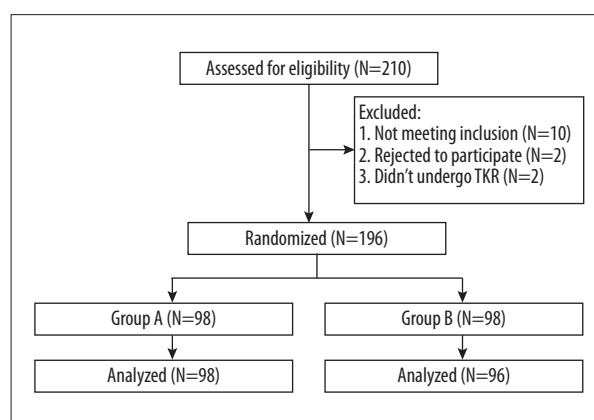 Assessed for eligibility (N=210)
Excluded:
1. Not meeting inclusion (N=10)
2. Rejected to participate (N=2)
3. Didn't undergo TKR (N=2)
Randomized (N=196)
Group A (N=98)
Group B (N=98)
Analyzed (N=98)
Analyzed (N=96)